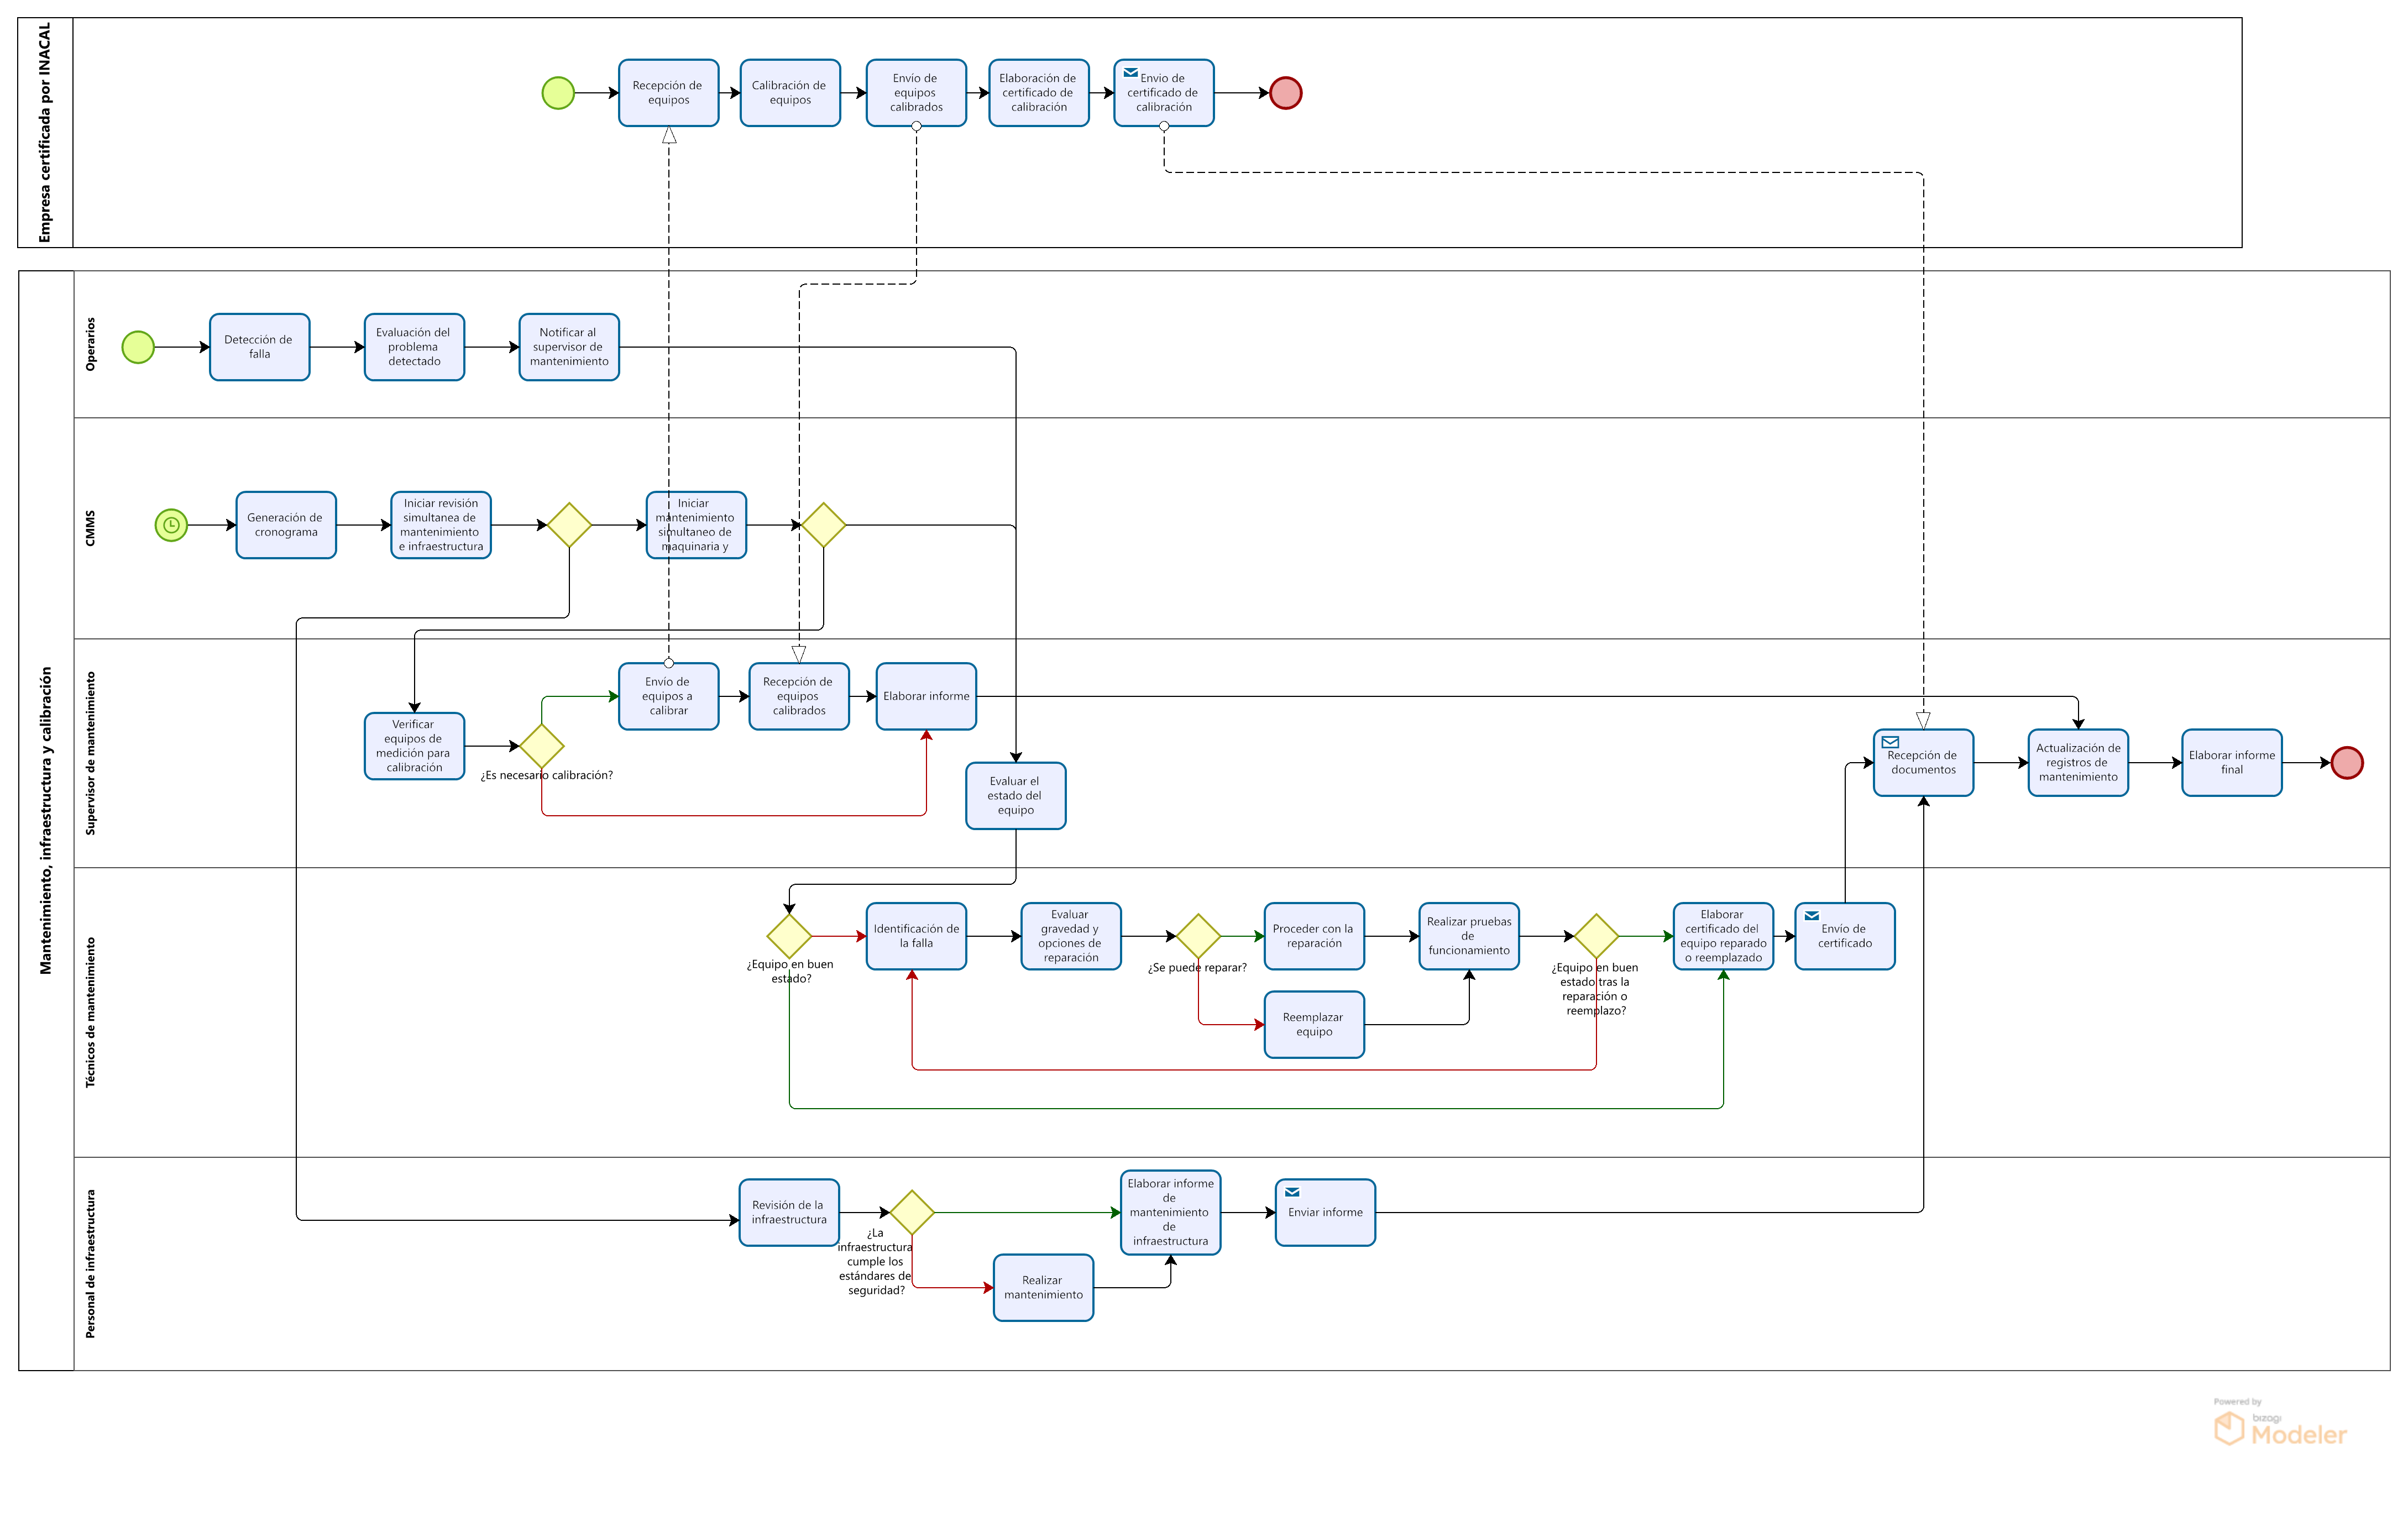 Empresa certificada por INACAL
Recepción de
equipos
Calibración de
equipos
Envío de
equipos
calibrados
Elaboración de
certificado de
calibración
Envio de
certificado de
calibración
Mantenimiento, infraestructura y calibración
Operarios
Detección de
falla
Evaluación del
problema
detectado
Notificar al
supervisor de
mantenimiento
CMMS
Generación de
cronograma
Iniciar revisión
simultanea de
mantenimiento
e infraestructura
Iniciar
mantenimiento
simultaneo de
maquinaria y
Supervisor de mantenimiento
Verificar
equipos de
medición para
calibración
¿Es necesario calibración?
Envío de
equipos a
calibrar
Recepción de
equipos
calibrados
Elaborar informe
Evaluar el
estado del
equipo
Recepción de
documentos
Actualización de
registros de
mantenimiento
Elaborar informe
final
Técnicos de mantenimiento
¿Equipo en buen
estado?
Identificación de
la falla
Evaluar
gravedad y
opciones de
reparación
¿Se puede reparar?
Proceder con la
reparación
Reemplazar
equipo
Realizar pruebas
de
funcionamiento
¿Equipo en buen
estado tras la
reparación o
reemplazo?
Elaborar
certificado del
equipo reparado
o reemplazado
Envío de
certificado
Personal de infraestructura
Revisión de la
infraestructura
¿La
infraestructura
cumple los
estándares de
seguridad?
Realizar
mantenimiento
Elaborar informe
de
mantenimiento
de
infraestructura
Enviar informe
Powered by
bizagi
Modeler